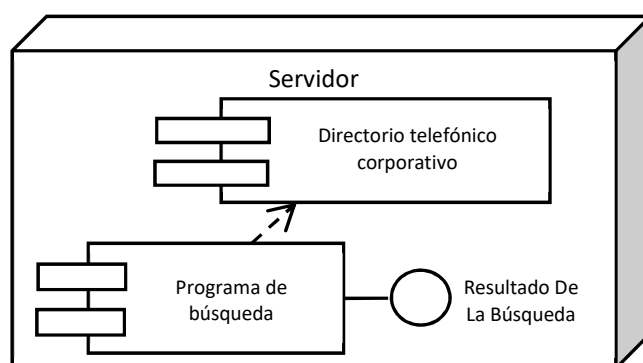 Servidor
Directorio telefónico
corporativo
Programa de
búsqueda
Resultado De
La Búsqueda